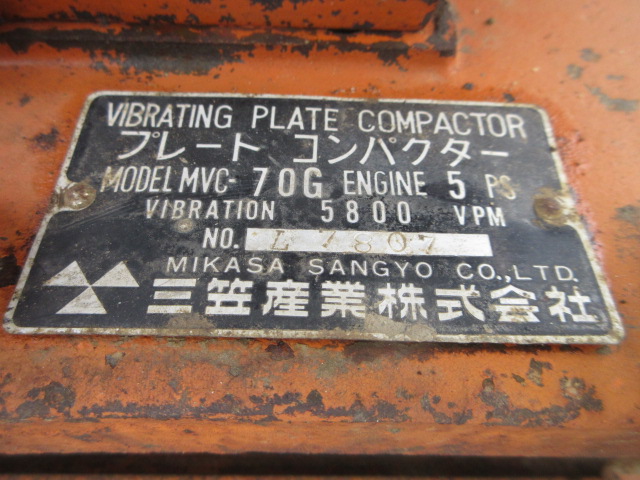 VIBRATING PLATE COMPACTOR
プレート コンパクター
MODEL MVC- 70G ENGINE 5 PS
VIBRATION 5800 VPM
NO. L 7807
MIKASA SANGYO CO., LTD.
三笠産業株式会社